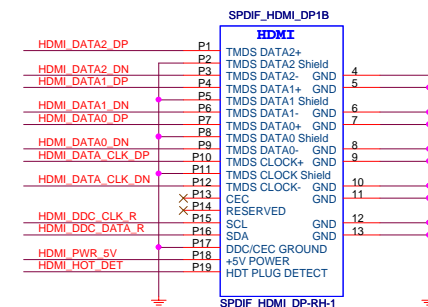 SPDIF_HDMI_DP1B
HDMI
HDMI_DATA2_DP P1 TMDS DATA2+
P2 TMDS DATA2 Shield
HDMI_DATA2_DN P3 TMDS DATA2- GND 4
HDMI_DATA1_DP P4 TMDS DATA1+ GND 5
P5 TMDS DATA1 Shield
HDMI_DATA1_DN P6 TMDS DATA1- GND 6
HDMI_DATA0_DP P7 TMDS DATA0+ GND 7
P8 TMDS DATA0 Shield
HDMI_DATA0_DN P9 TMDS DATA0- GND 8
HDMI_DATA_CLK_DP P10 TMDS CLOCK+ GND 9
P11 TMDS CLOCK Shield
HDMI_DATA_CLK_DN P12 TMDS CLOCK- GND 10
P13 CEC GND 11
P14 RESERVED
HDMI_DDC_CLK_R P15 SCL GND 12
HDMI_DDC_DATA_R P16 SDA GND 13
P17 DDC/CEC GROUND
HDMI_PWR_5V P18 +5V POWER
HDMI_HOT_DET P19 HDT PLUG DETECT
SPDIF_HDMI_DP-RH-1